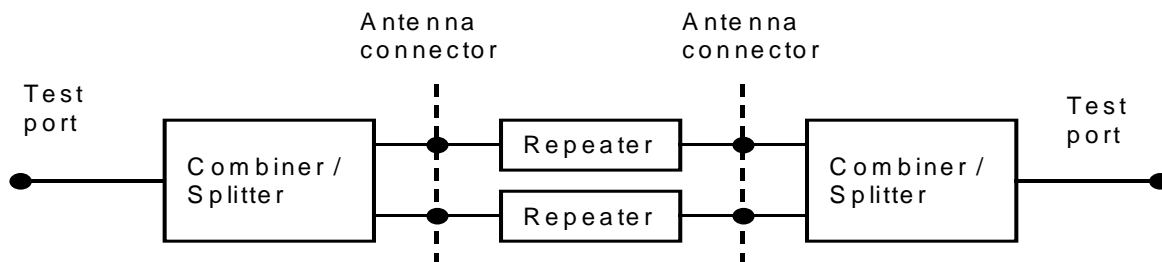 Antenna
connector
Antenna
connector
Test
port
Test
port
Combiner/
Splitter
Repeater
Combiner/
Splitter
Repeater